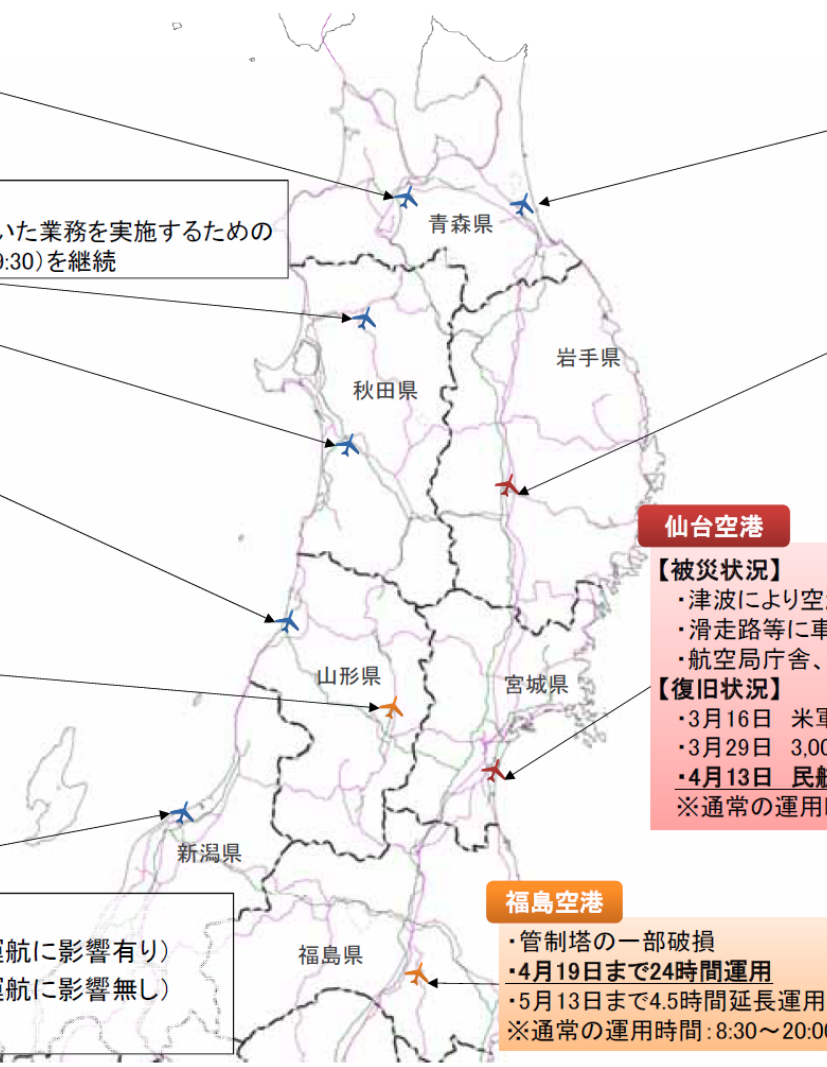 青森県
いた業務を実施するための
9:30)を継続
岩手県
秋田県
仙台空港
【被災状況】
・津波により空
・滑走路等に車
・航空局庁舎、
山形県
宮城県
【復旧状況】
・3月16日 米軍
・3月29日 3,00
・4月13日 民航
※通常の運用
新潟県
福島空港
運航に影響有り)
運航に影響無し)
福島県
・管制塔の一部破損
・4月19日まで24時間運用
・5月13日まで4.5時間延長運用
※通常の運用時間:8:30～20:00